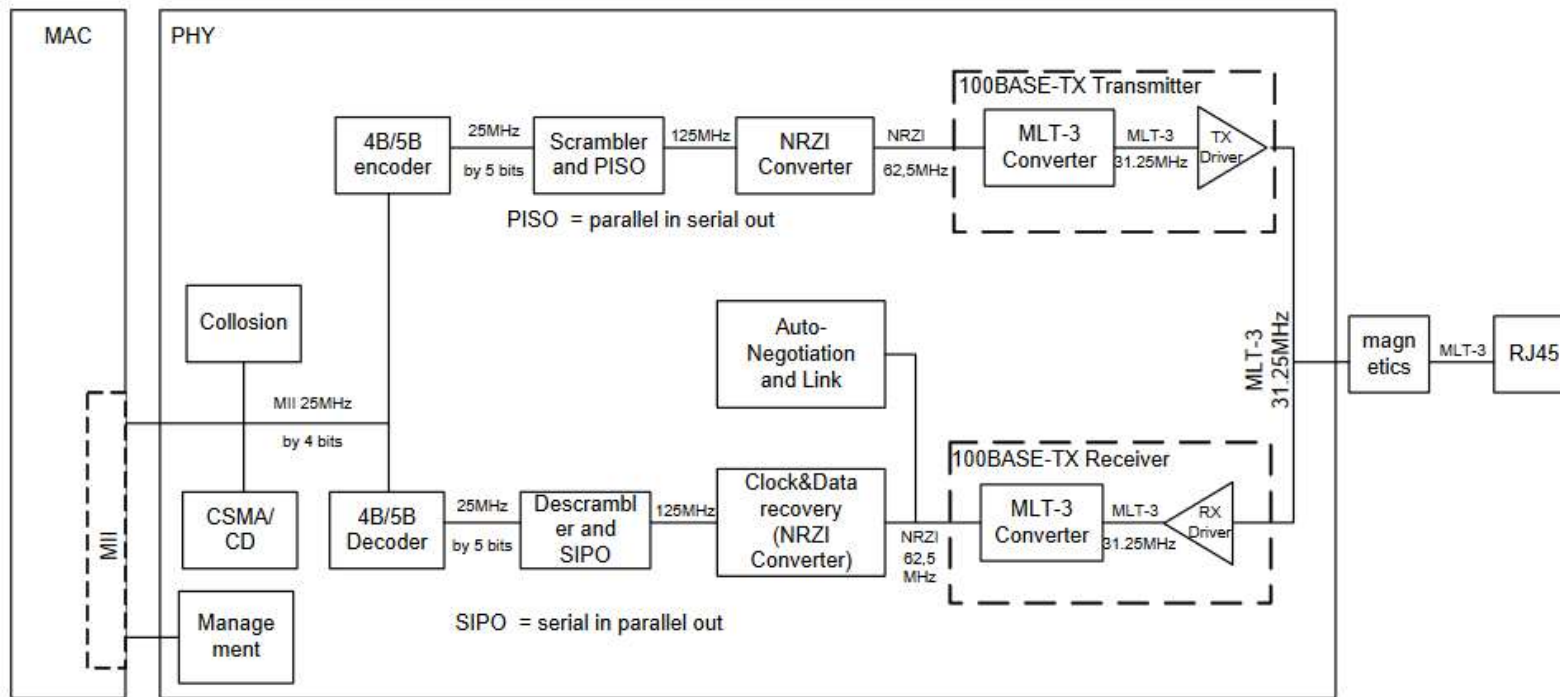 MAC
PHY
100BASE-TX Transmitter
4B/5B
encoder
25MHz
by 5 bits
Scrambler
and PISO
125MHz
NRZI
Converter
NRZI
62,5MHz
MLT-3
Converter
MLT-3
31.25MHz
TX
Driver
PISO = parallel in serial out
Collosion
Auto-
Negotiation
and Link
MLT-3
31.25MHz
magn
etics
MLT-3
RJ45
MII 25MHz
by 4 bits
MII
100BASE-TX Receiver
CSMA/
CD
4B/5B
Decoder
25MHz
by 5 bits
Descrambl
er and
SIPO
125MHz
Clock&Data
recovery
(NRZI
Converter)
NRZI
62,5
MHz
MLT-3
Converter
MLT-3
31.25MHz
RX
Driver
Manage
ment
SIPO = serial in parallel out